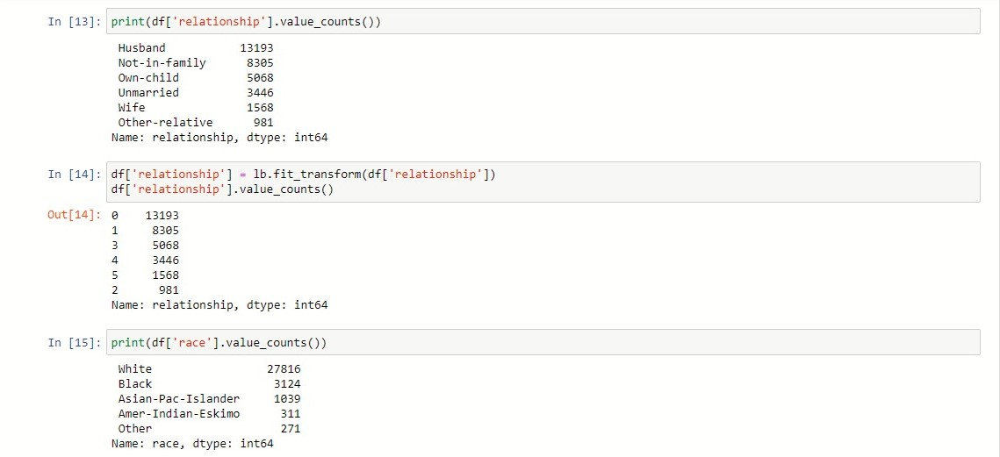 In [13]: print(df['relationship'].value_counts())
Husband 13193
Not-in-family 8305
Own-child 5068
Unmarried 3446
Wife 1568
Other-relative 981
Name: relationship, dtype: int64
In [14]: df['relationship'] = lb.fit_transform(df['relationship'])
df['relationship'].value_counts()
Out[14]: 0 13193
1 8305
3 5068
4 3446
5 1568
2 981
Name: relationship, dtype: int64
In [15]: print(df['race'].value_counts())
White 27816
Black 3124
Asian-Pac-Islander 1039
Amer-Indian-Eskimo 311
Other 271
Name: race, dtype: int64